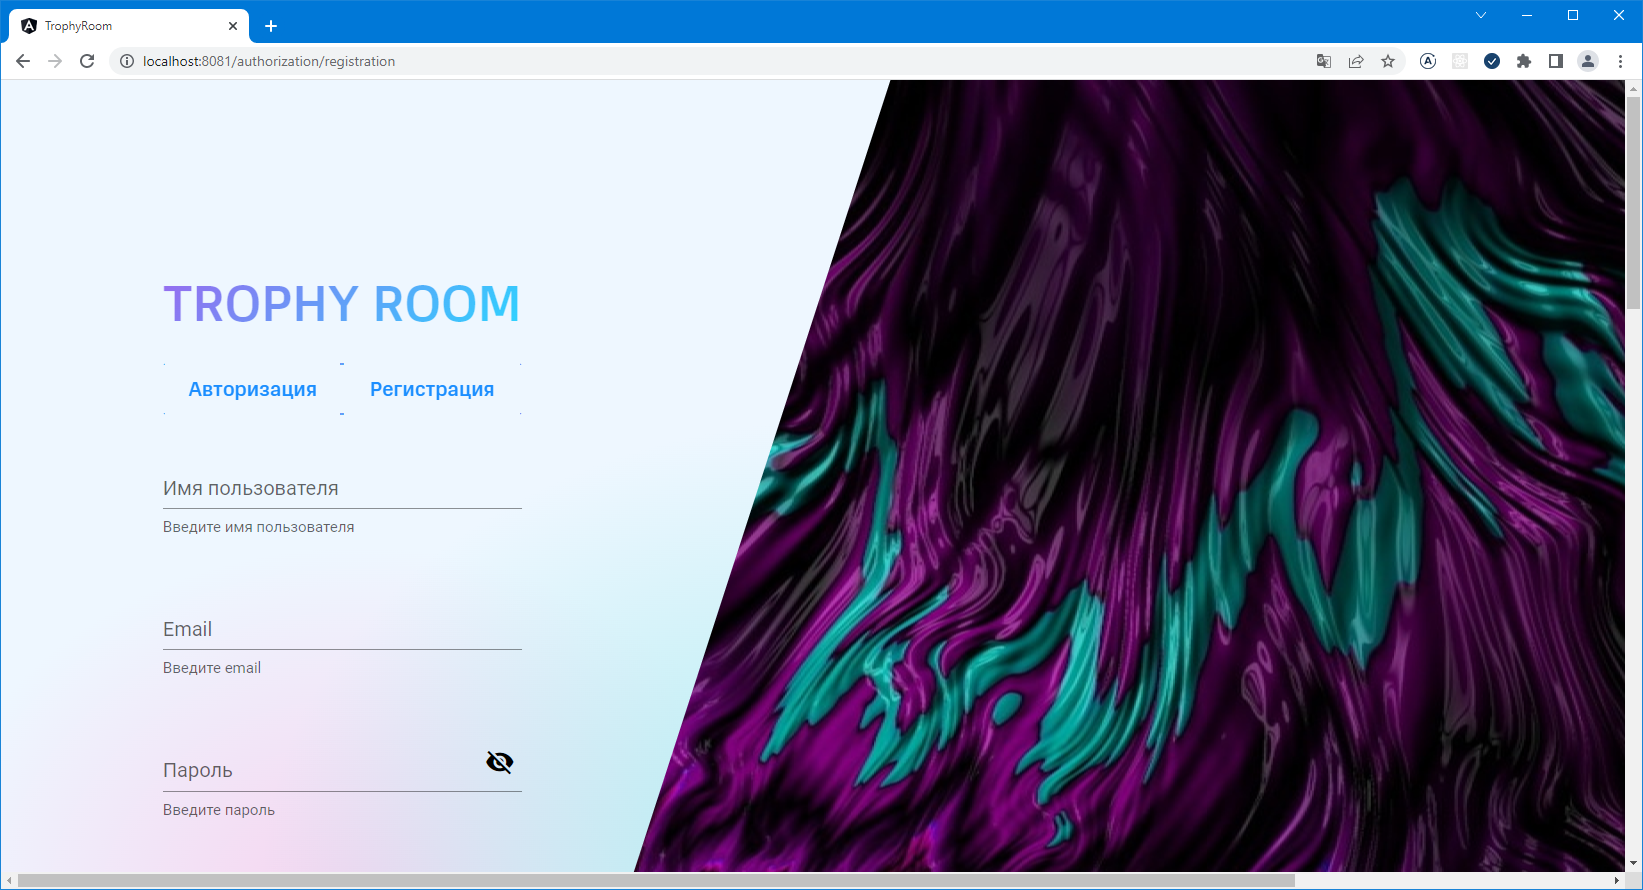 TrophyRoom
localhost:8081/authorization/registration
TROPHY ROOM
Авторизация Регистрация
Имя пользователя
Введите имя пользователя
Email
Введите email
Пароль
Введите пароль